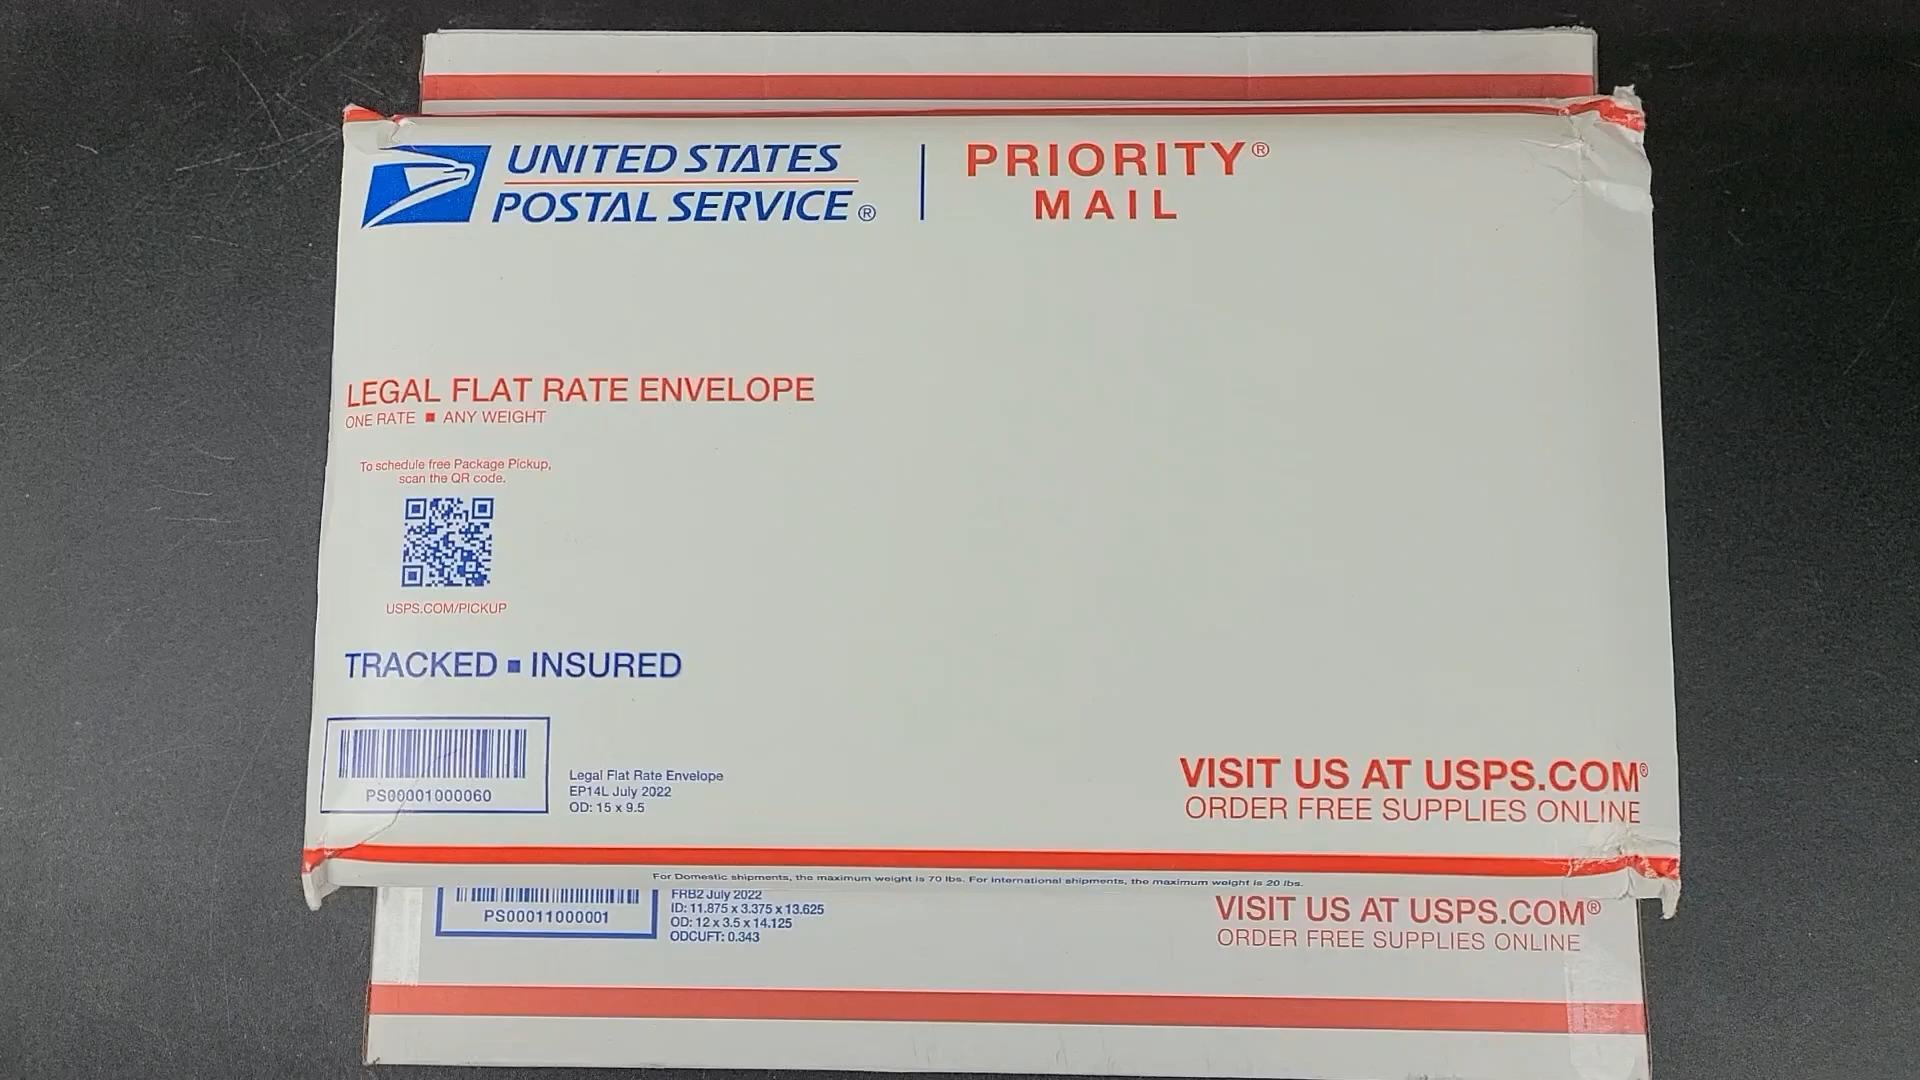 UNITED STATES
POSTAL SERVICE®
PRIORITY®
MAIL
LEGAL FLAT RATE ENVELOPE
ONE RATE ■ ANY WEIGHT
To schedule free Package Pickup,
scan the QR code.
USPS.COM/PICKUP
TRACKED ■ INSURED
PS00001000060
Legal Flat Rate Envelope
EP14L July 2022
OD: 15 x 9.5
VISIT US AT USPS.COM®
ORDER FREE SUPPLIES ONLINE
For Domestic shipments, the maximum weight is 70 lbs. For international shipments, the maximum weight is 20 lbs.
PS00011000001
FRB2 July 2022
ID: 11.875 x 3.375 x 13.625
OD: 12 x 3.5 x 14.125
ODCUFT: 0.343
VISIT US AT USPS.COM®
ORDER FREE SUPPLIES ONLINE